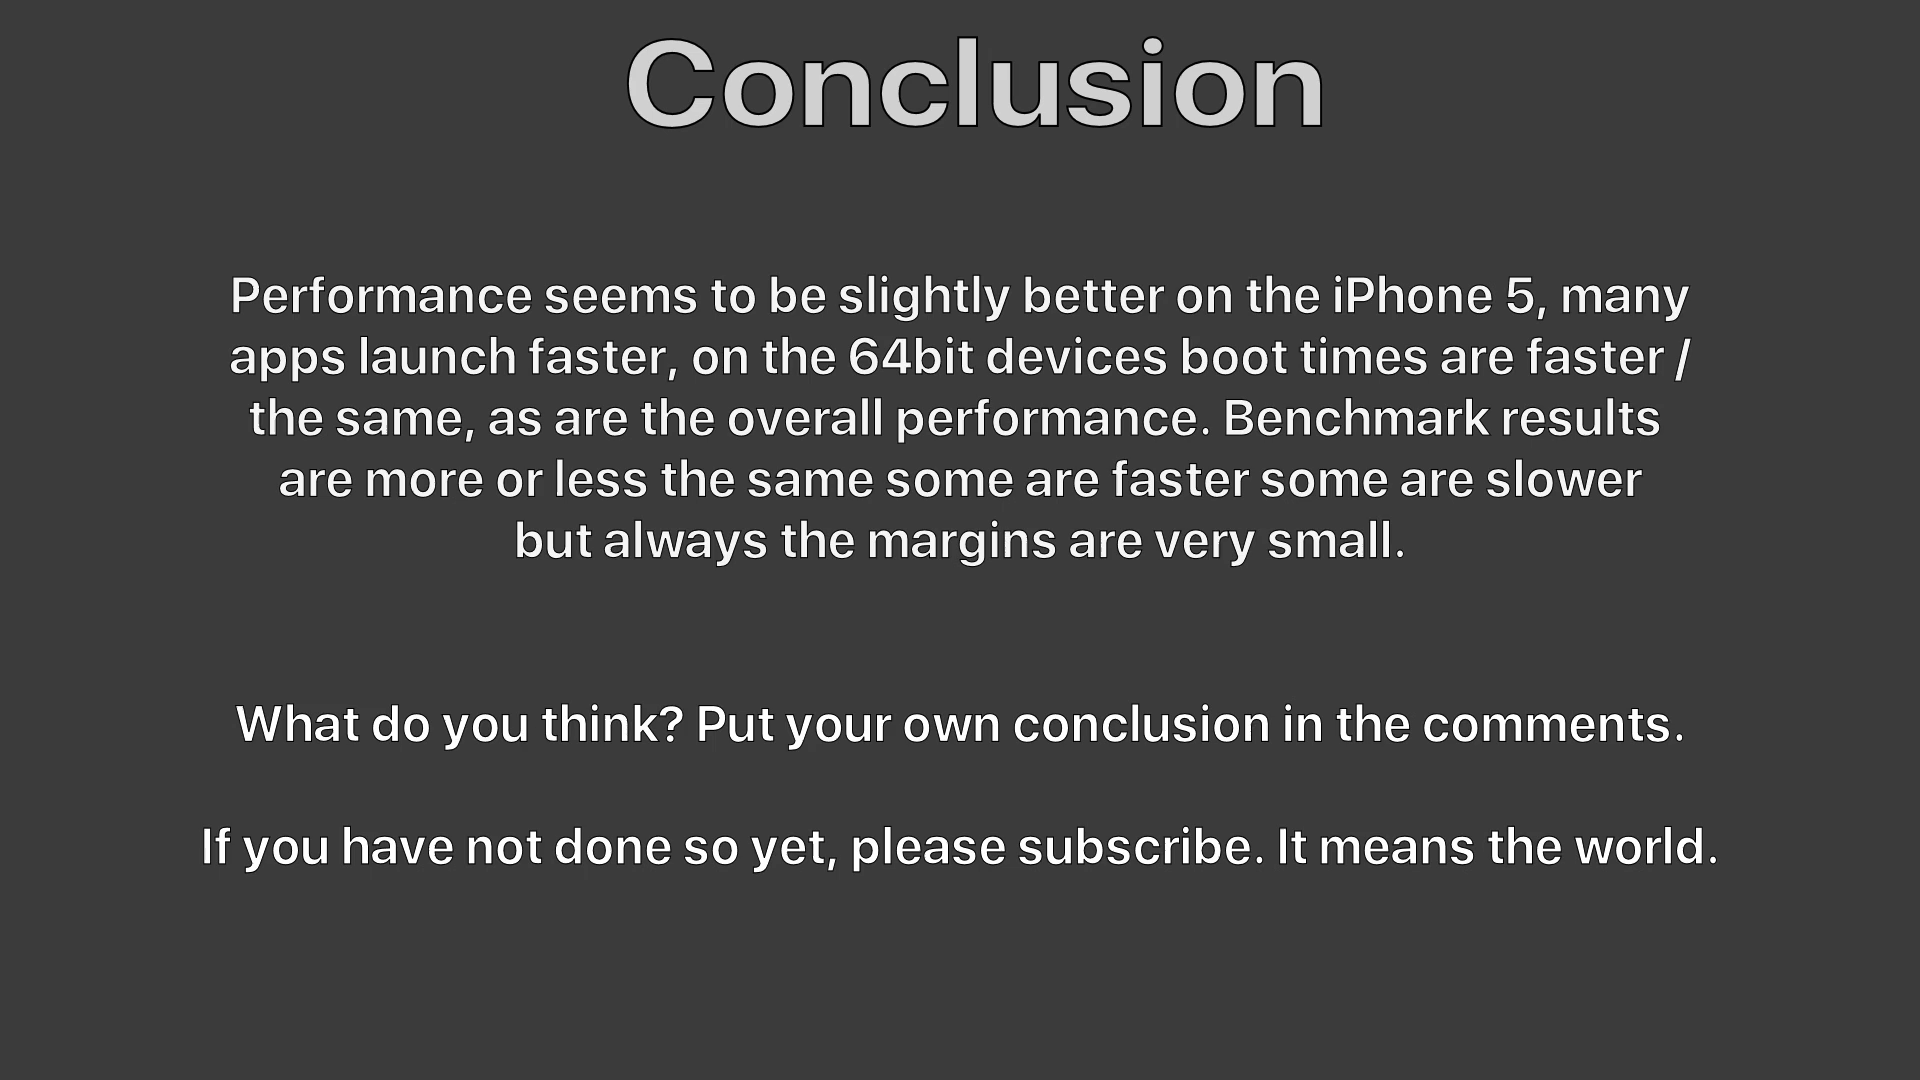 Conclusion
Performance seems to be slightly better on the iPhone 5, many
apps launch faster, on the 64bit devices boot times are faster /
the same, as are the overall performance. Benchmark results
are more or less the same some are faster some are slower
but always the margins are very small.
What do you think? Put your own conclusion in the comments.
If you have not done so yet, please subscribe. It means the world.